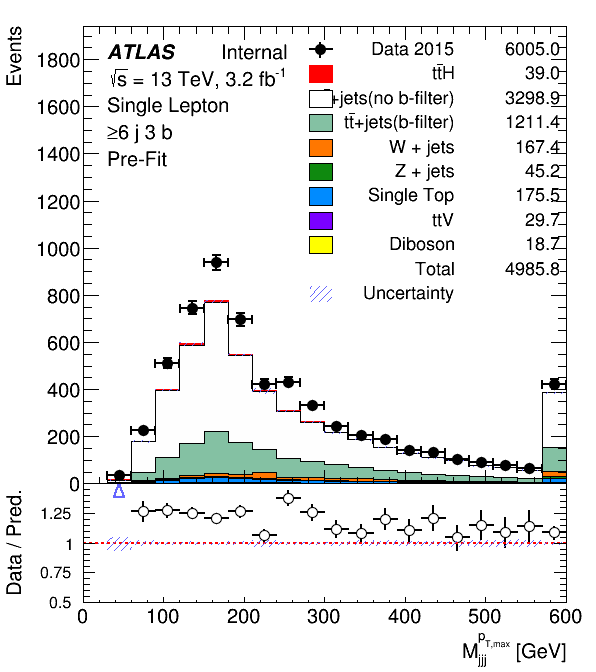 Events
1800
1600
1400
1200
1000
800
600
400
200
0
ATLAS Internal
√s = 13 TeV, 3.2 fb-1
Single Lepton
≥6 j 3 b
Pre-Fit
Data 2015 6005.0
tt̄H 39.0
+jets(no b-filter) 3298.9
tt̄+jets(b-filter) 1211.4
W + jets 167.4
Z + jets 45.2
Single Top 175.5
ttV 29.7
Diboson 18.7
Total 4985.8
Uncertainty
Data / Pred.
1.25
1
0.75
0.5
0 100 200 300 400 500 600
M jjj pT,max [GeV]